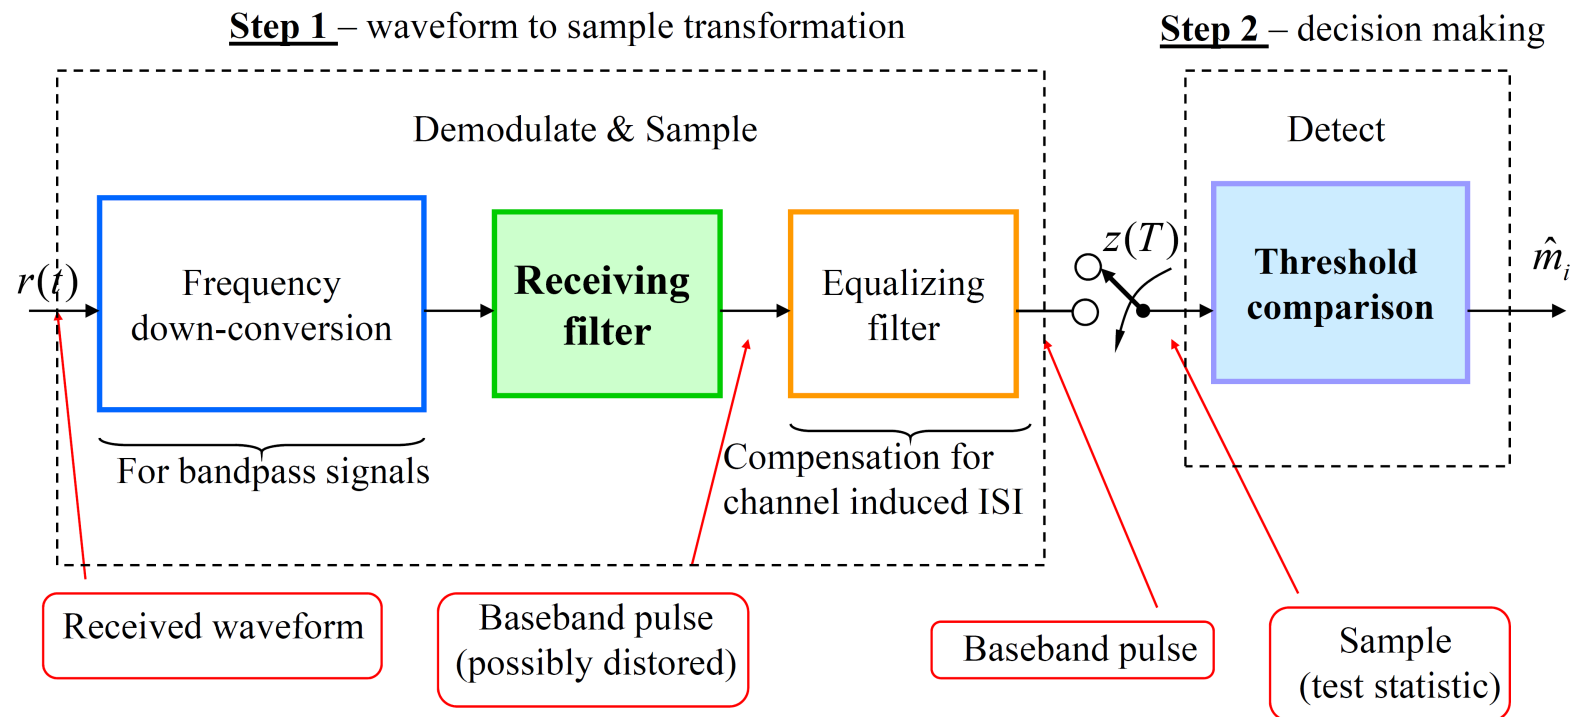 Step 1 – waveform to sample transformation
Step 2 – decision making
Demodulate & Sample
Detect
r(t)
Frequency
down-conversion
Receiving
filter
Equalizing
filter
z(T)
Threshold
comparison
m̂ᵢ
For bandpass signals
Compensation for
channel induced ISI
Received waveform
Baseband pulse
(possibly distored)
Baseband pulse
Sample
(test statistic)